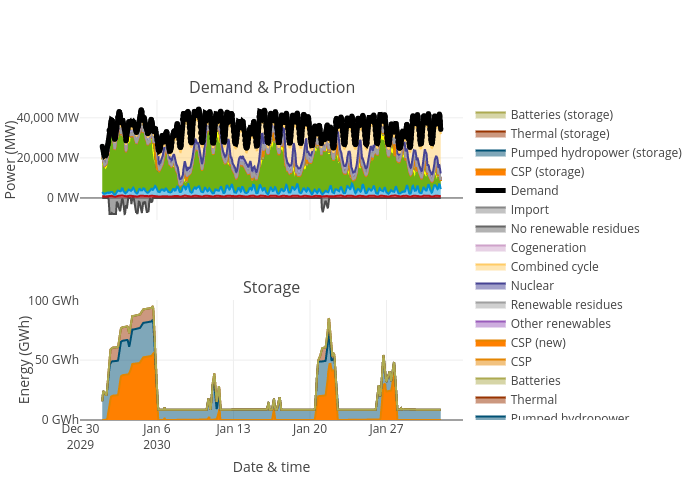 Demand & Production
40,000 MW
20,000 MW
0 MW
Power (MW)
Storage
100 GWh
50 GWh
0 GWh
Energy (GWh)
Dec 30
2029
Jan 6
2030
Jan 13
Jan 20
Jan 27
Date & time
Batteries (storage)
Thermal (storage)
Pumped hydropower (storage)
CSP (storage)
Demand
Import
No renewable residues
Cogeneration
Combined cycle
Nuclear
Renewable residues
Other renewables
CSP (new)
CSP
Batteries
Thermal
Pumped hydropower